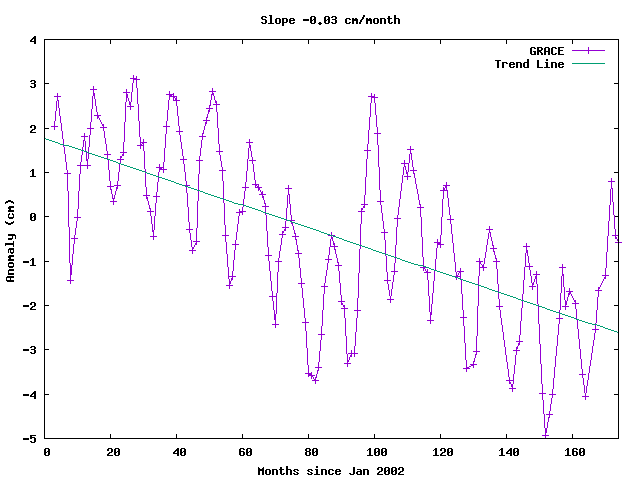 Slope -0.03 cm/month
GRACE
Trend Line
4
3
2
1
0
-1
-2
-3
-4
-5
Anomaly (cm)
0 20 40 60 80 100 120 140 160
Months since Jan 2002